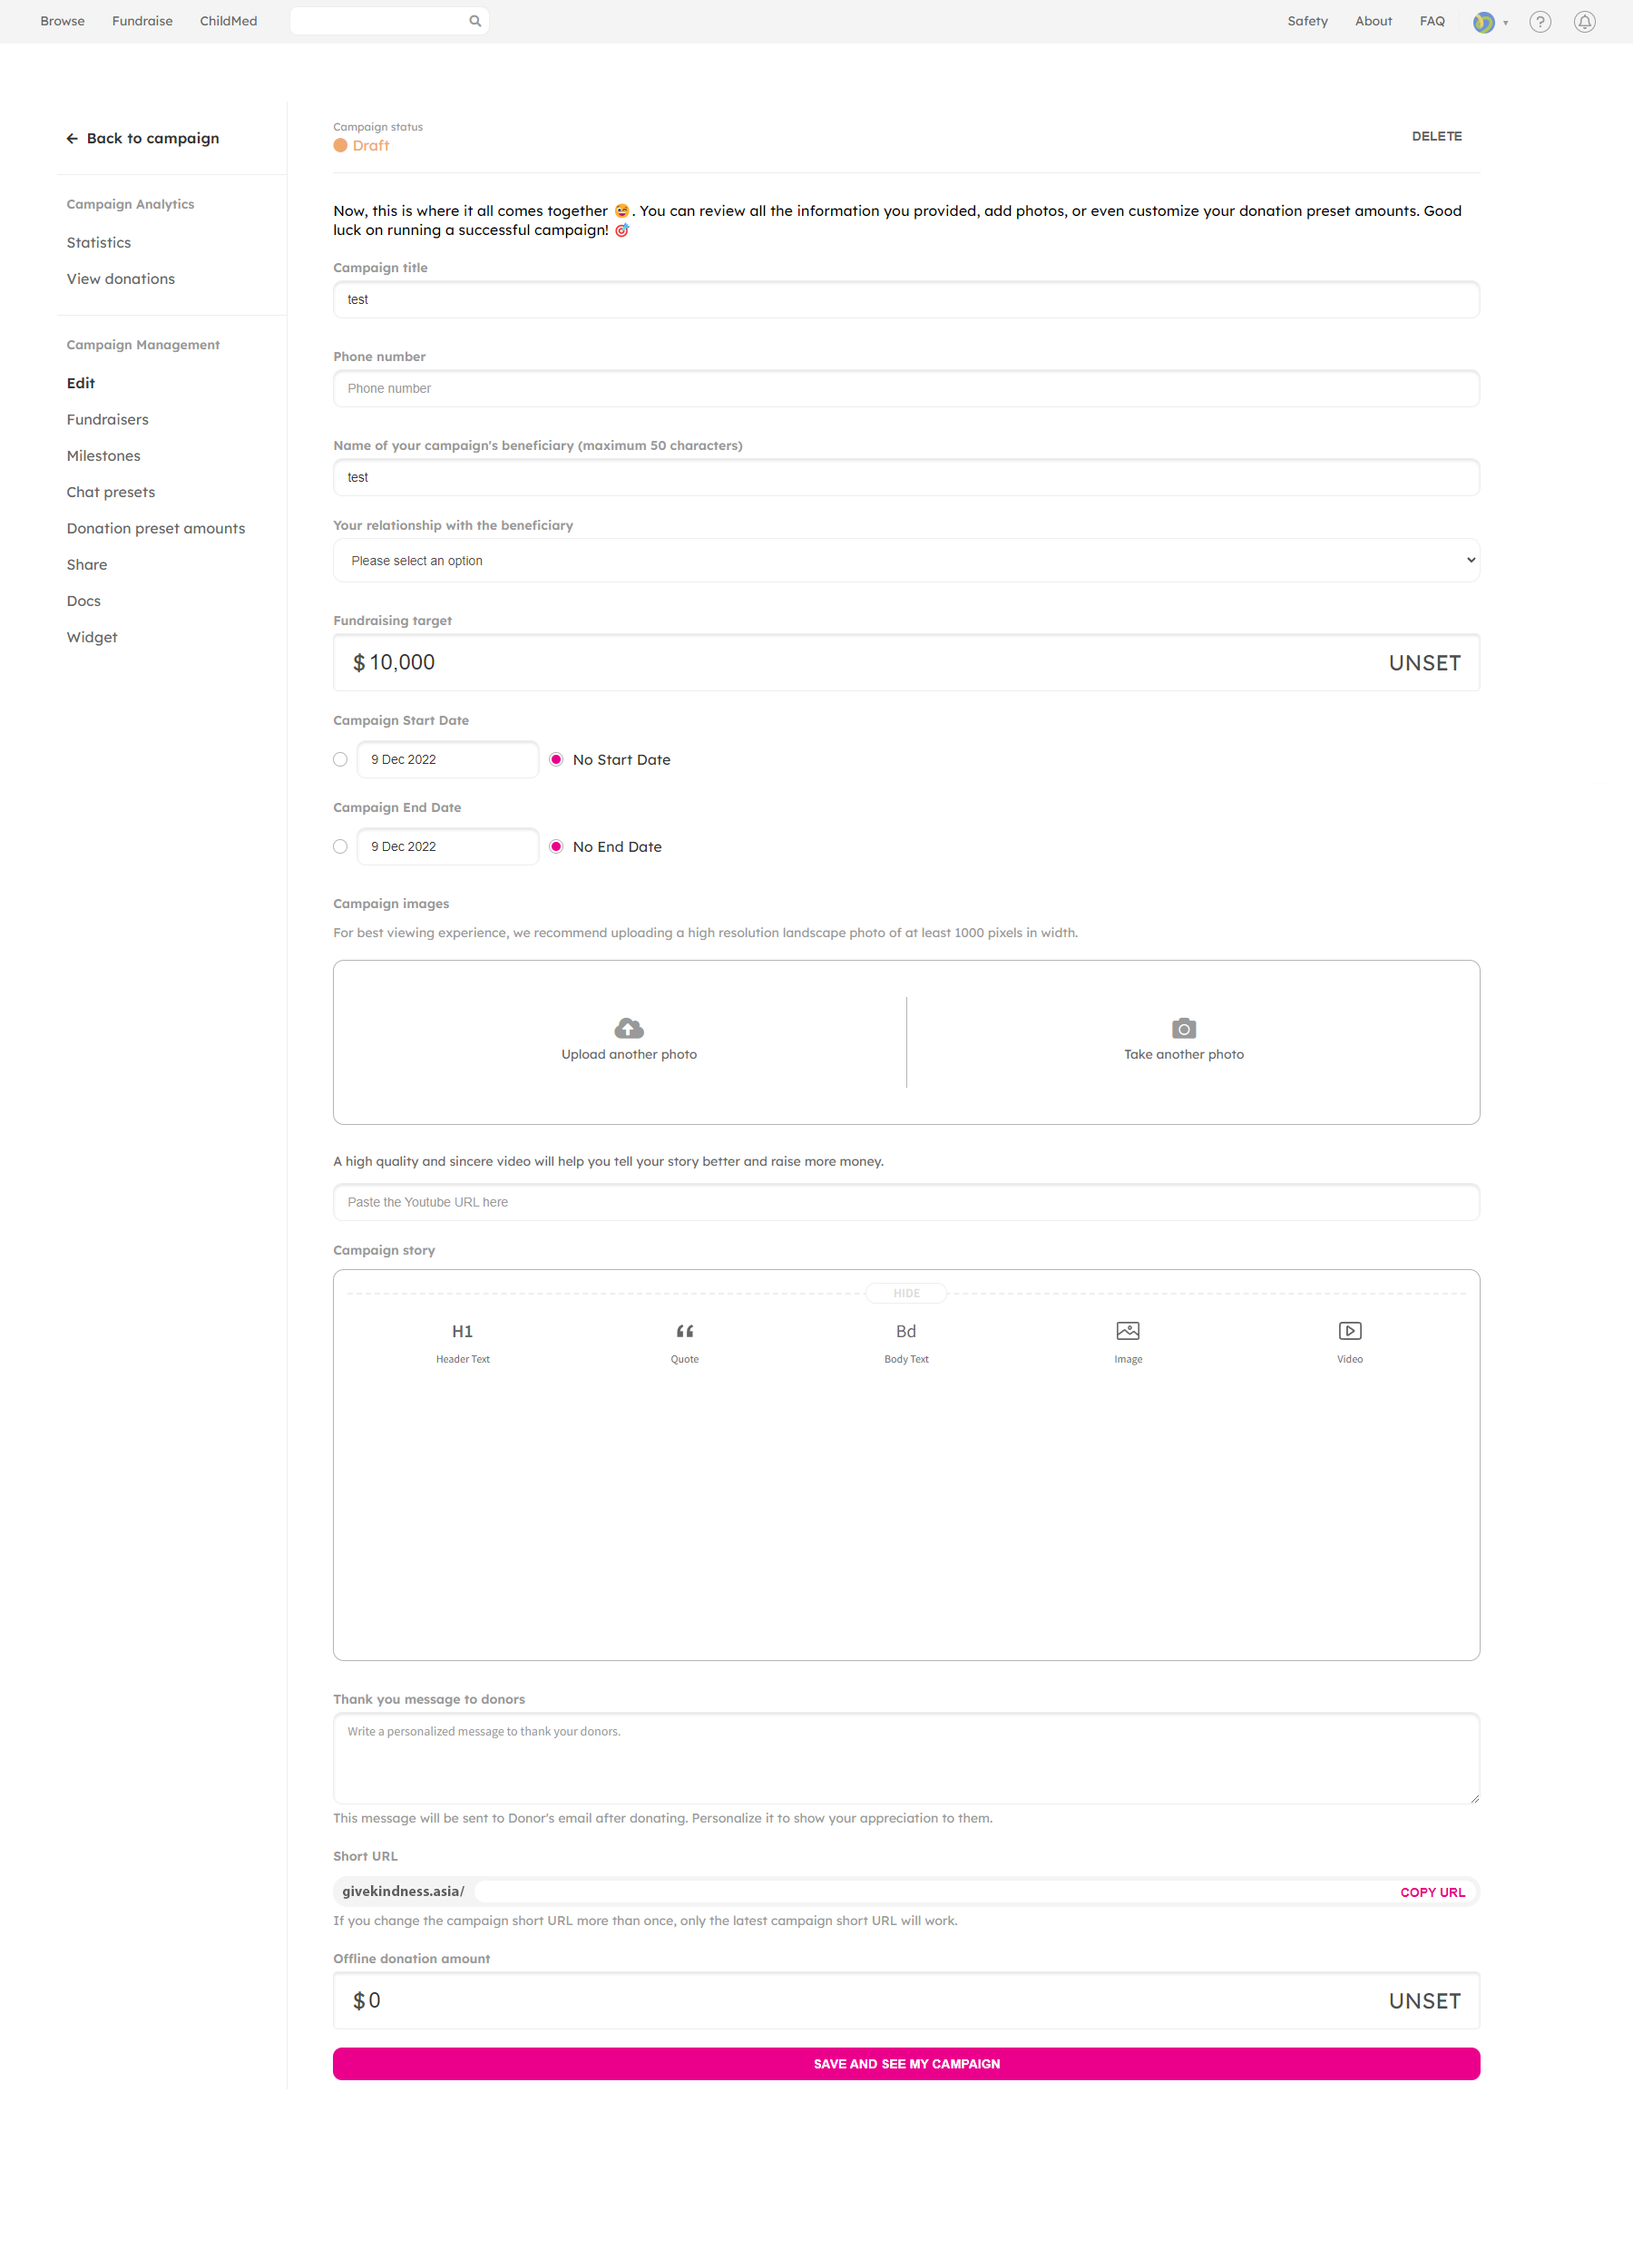 Browse Fundraise ChildMed Safety About FAQ ?
← Back to campaign
Campaign Analytics
Statistics
View donations
Campaign Management
Edit
Fundraisers
Milestones
Chat presets
Donation preset amounts
Share
Docs
Widget
Campaign status
Draft
DELETE
Now, this is where it all comes together 😅. You can review all the information you provided, add photos, or even customize your donation preset amounts. Good
luck on running a successful campaign! 🎯
Campaign title
test
Phone number
Phone number
Name of your campaign's beneficiary (maximum 50 characters)
test
Your relationship with the beneficiary
Please select an option
Fundraising target
$ 10,000 UNSET
Campaign Start Date
9 Dec 2022 No Start Date
Campaign End Date
9 Dec 2022 No End Date
Campaign images
For best viewing experience, we recommend uploading a high resolution landscape photo of at least 1000 pixels in width.
Upload another photo Take another photo
A high quality and sincere video will help you tell your story better and raise more money.
Paste the Youtube URL here
Campaign story
HIDE
H1 “ Bd
Header Text Quote Body Text Image Video
Thank you message to donors
Write a personalized message to thank your donors.
This message will be sent to Donor's email after donating. Personalize it to show your appreciation to them.
Short URL
givekindness.asia/ COPY URL
If you change the campaign short URL more than once, only the latest campaign short URL will work.
Offline donation amount
$ 0 UNSET
SAVE AND SEE MY CAMPAIGN